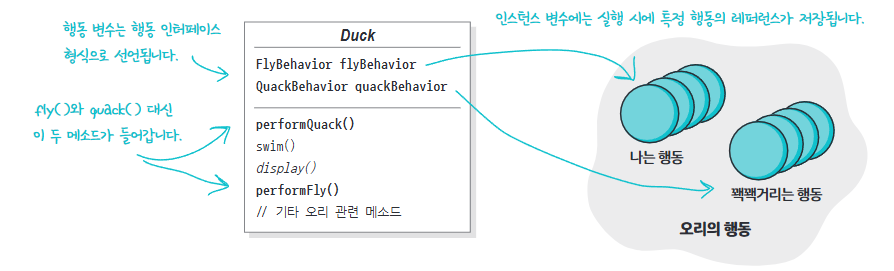 인스턴스 변수에는 실행 시에 특정 행동의 레퍼런스가 저장됩니다.
행동 변수는 행동 인터페이스
형식으로 선언됩니다.
Duck
FlyBehavior flyBehavior
QuackBehavior quackBehavior
fly()와 quack() 대신
이 두 메소드가 들어갑니다.
performQuack()
swim()
display()
performFly()
// 기타 오리 관련 메소드
나는 행동
꽥꽥거리는 행동
오리의 행동